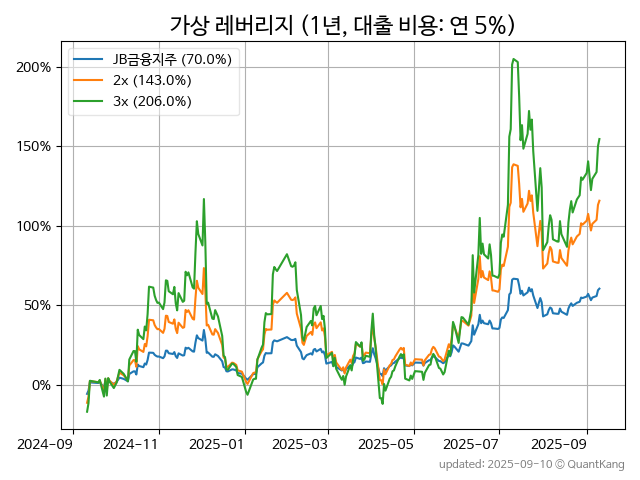 가상 레버리지 (1년, 대출 비용: 연 5%)
JB금융지주 (70.0%)
2x (143.0%)
3x (206.0%)
200%
150%
100%
50%
0%
2024-09 2024-11 2025-01 2025-03 2025-05 2025-07 2025-09
updated: 2025-09-10 © QuantKang